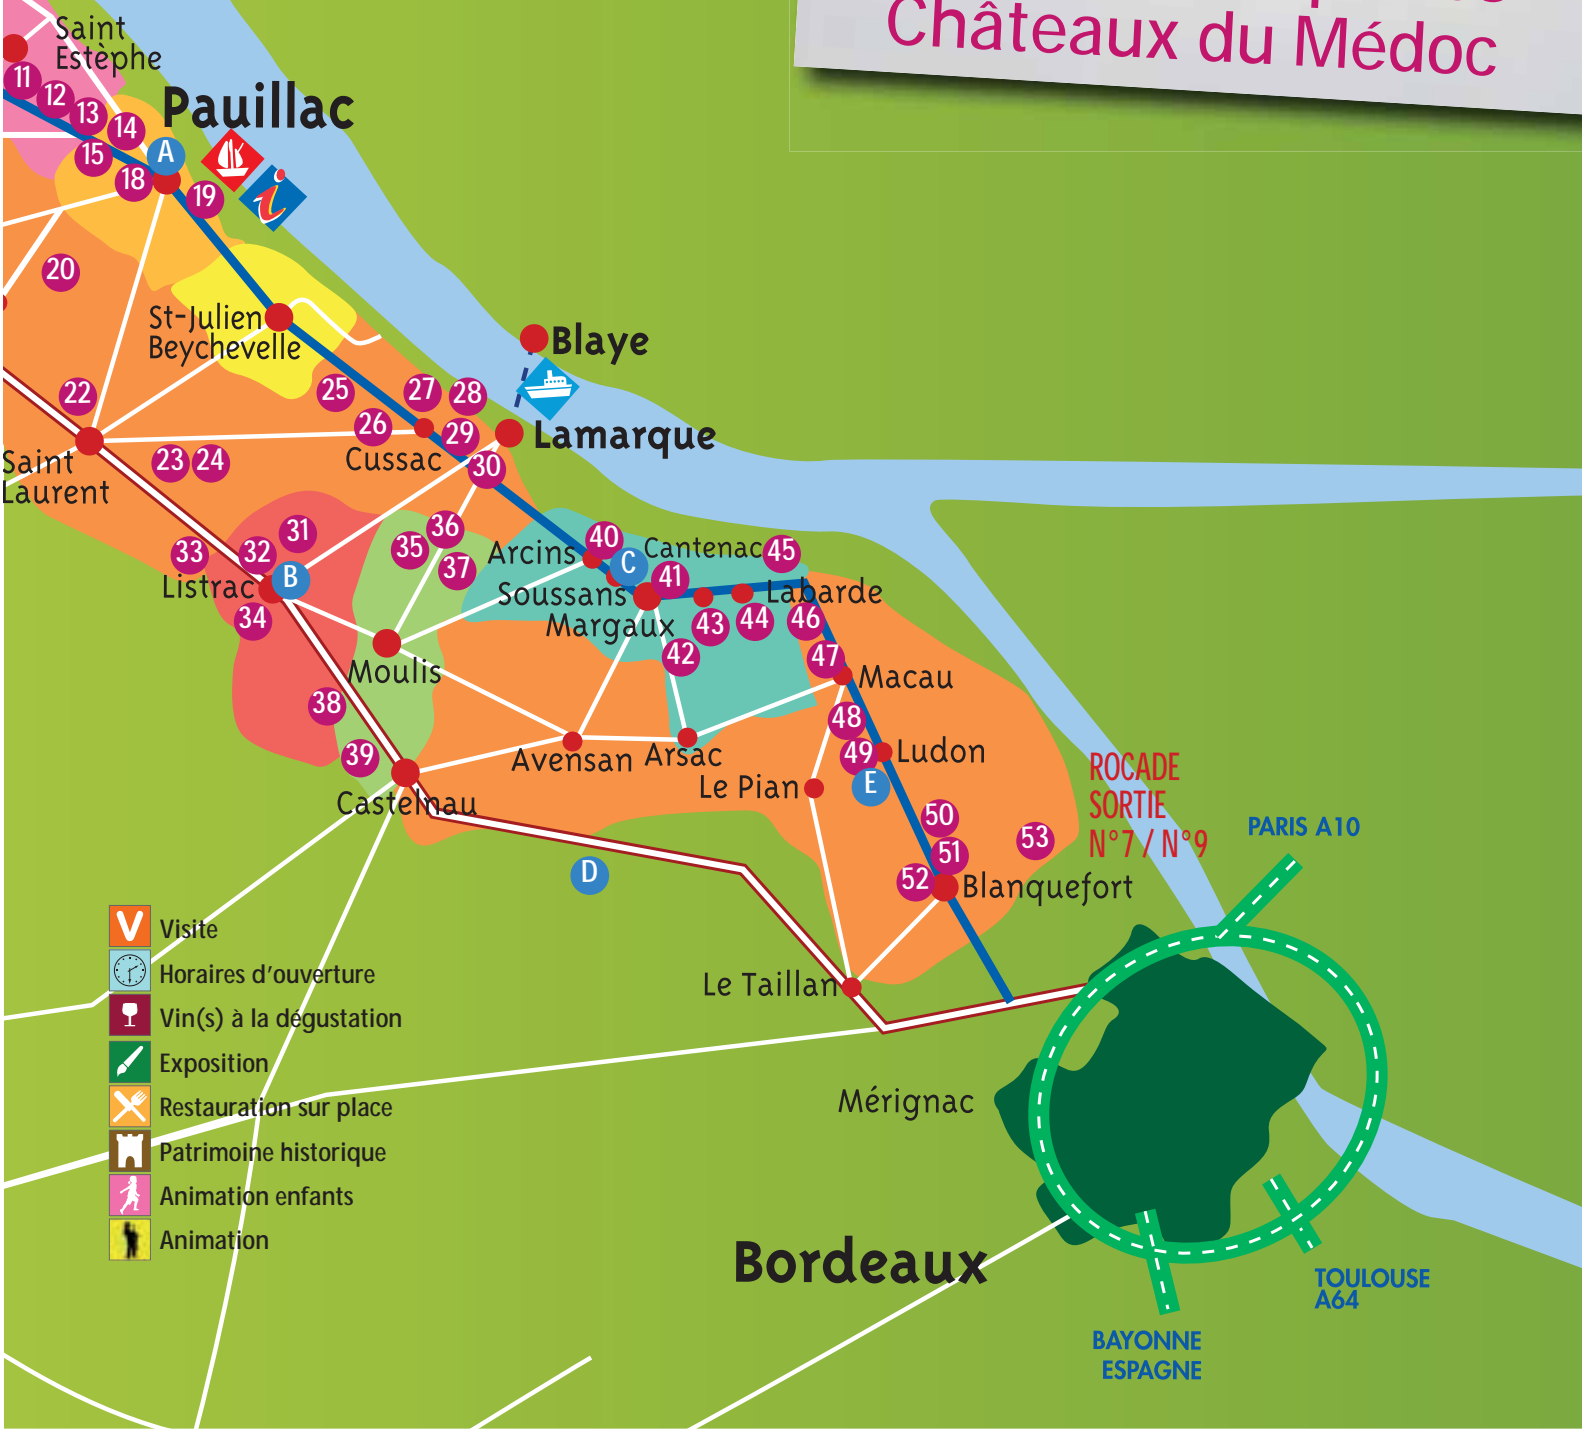 Châteaux du Médoc
Saint
Estèphe
11
12
13
14
Pauillac
15
A
18
19
i
20
St-Julien
Beychevelle
Blaye
22
25
27
28
26
29
Lamarque
Cussac
Saint
Laurent
23
24
30
31
36
33
32
35
37
Arcins
40
Cantenac
45
Listrac
B
C
41
Soussans
Labarde
34
Margaux
43
44
46
Moulis
42
47
Macau
38
48
39
Avensan
Arsac
49
Ludon
Le Pian
E
Castelnau
50
53
ROCADE
SORTIE
N°7 / N°9
PARIS A10
51
D
52
Blanquefort
Le Taillan
V Visite
Horaires d'ouverture
Vin(s) à la dégustation
Exposition
Restauration sur place
Patrimoine historique
Animation enfants
Animation
Mérignac
Bordeaux
TOULOUSE
A64
BAYONNE
ESPAGNE